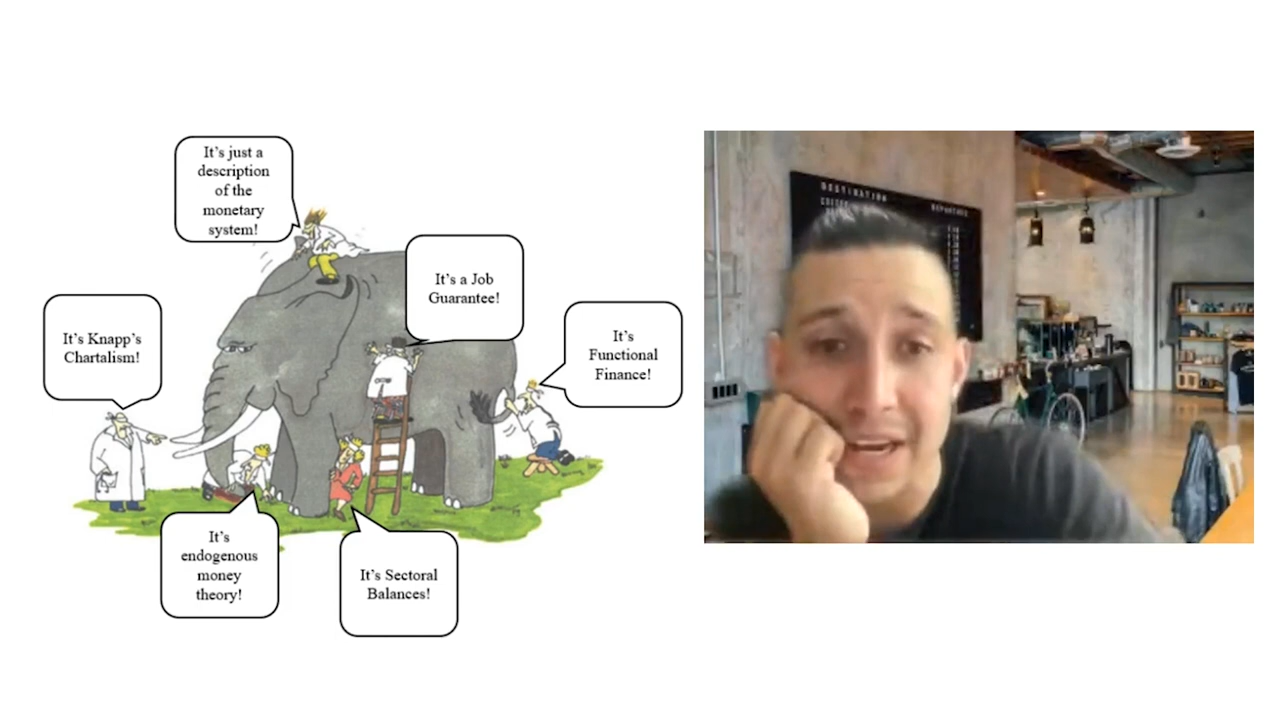 It's just a
description
of the
monetary
system!
It's a Job
Guarantee!
It's Knapp's
Chartalism!
It's
Functional
Finance!
It's
endogenous
money
theory!
It's Sectoral
Balances!
DESTINATION